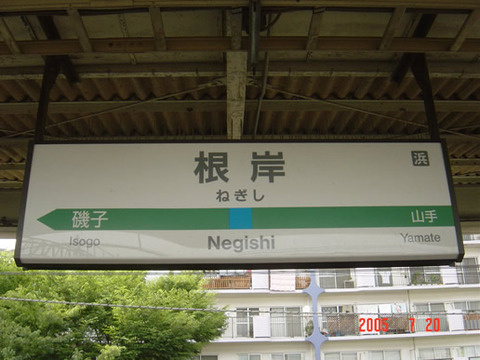 浜
根岸
ねぎし
磯子 山手
Isogo Negishi Yamate
2005 7 20